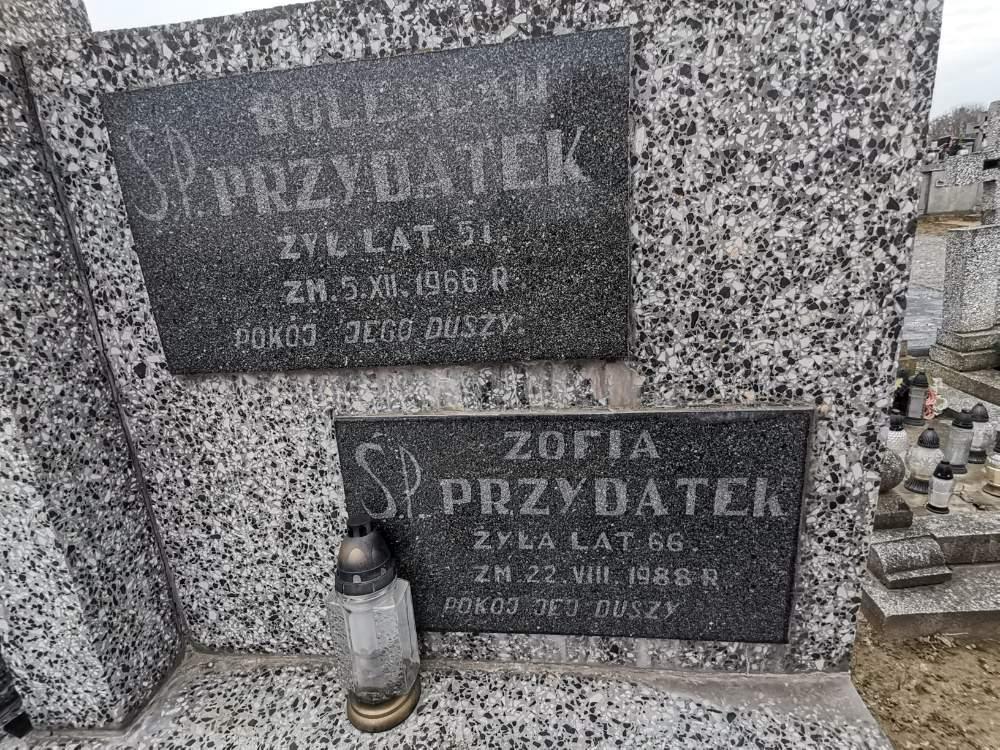 BOLESŁAW
Ś.P. PRZYDATEK
ŻYŁ LAT 51.
ZM. 5.XII.1966 R
POKÓJ JEGO DUSZY.
ZOFIA
Ś.P. PRZYDATEK
ŻYŁA LAT 66.
ZM 22.VIII.1988 R
POKÓJ JEJ DUSZY